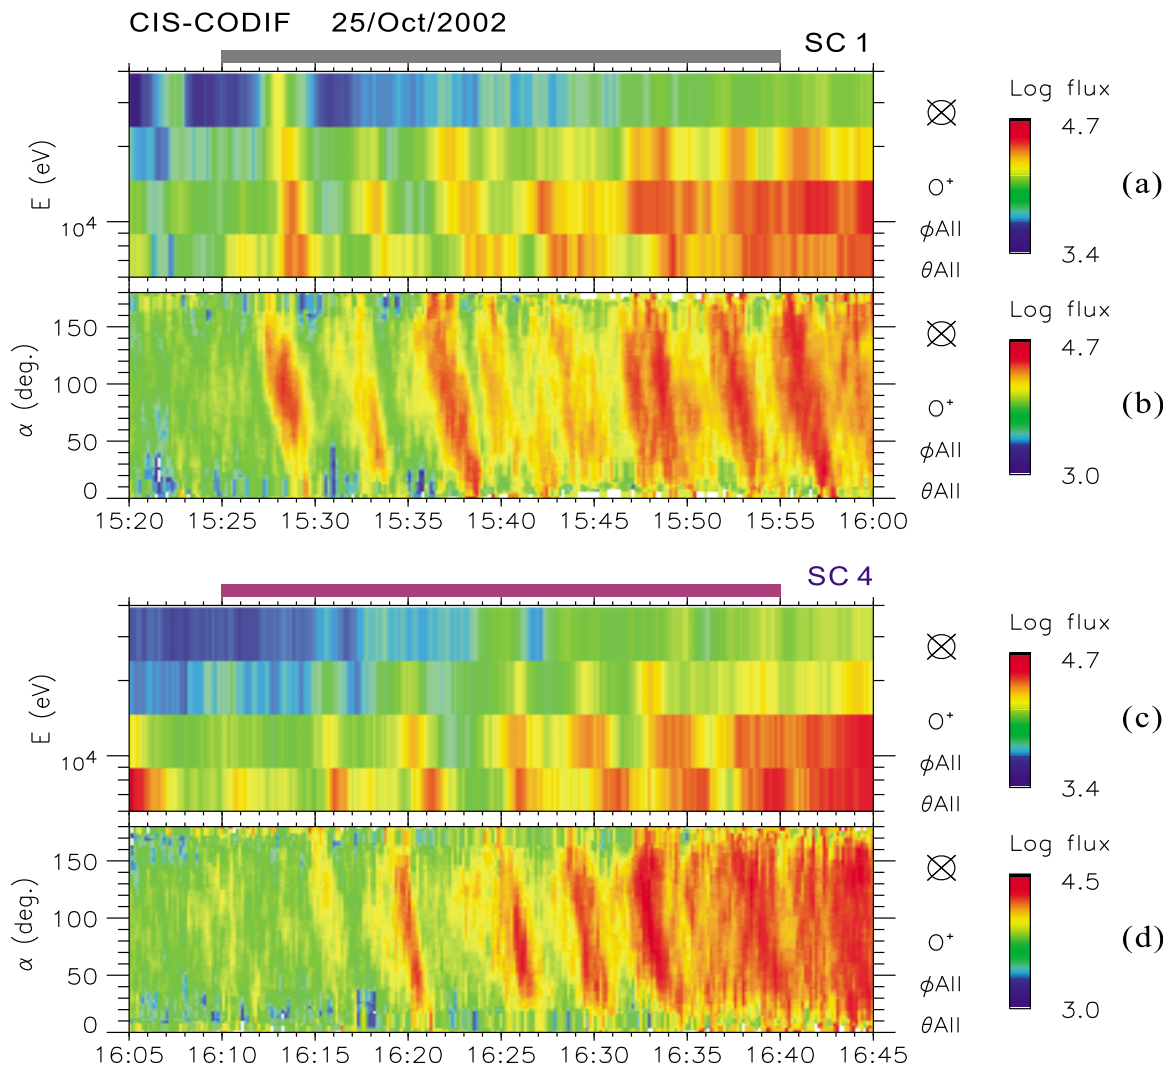 CIS-CODIF 25/Oct/2002
SC 1
E (eV)
10⁴
O⁺
ϕAll
θAll
Log flux
4.7
3.4
(a)
α (deg.)
150
100
50
0
O⁺
ϕAll
θAll
Log flux
4.7
3.0
(b)
15:20 15:25 15:30 15:35 15:40 15:45 15:50 15:55 16:00
SC 4
E (eV)
10⁴
O⁺
ϕAll
θAll
Log flux
4.7
3.4
(c)
α (deg.)
150
100
50
0
O⁺
ϕAll
θAll
Log flux
4.5
3.0
(d)
16:05 16:10 16:15 16:20 16:25 16:30 16:35 16:40 16:45